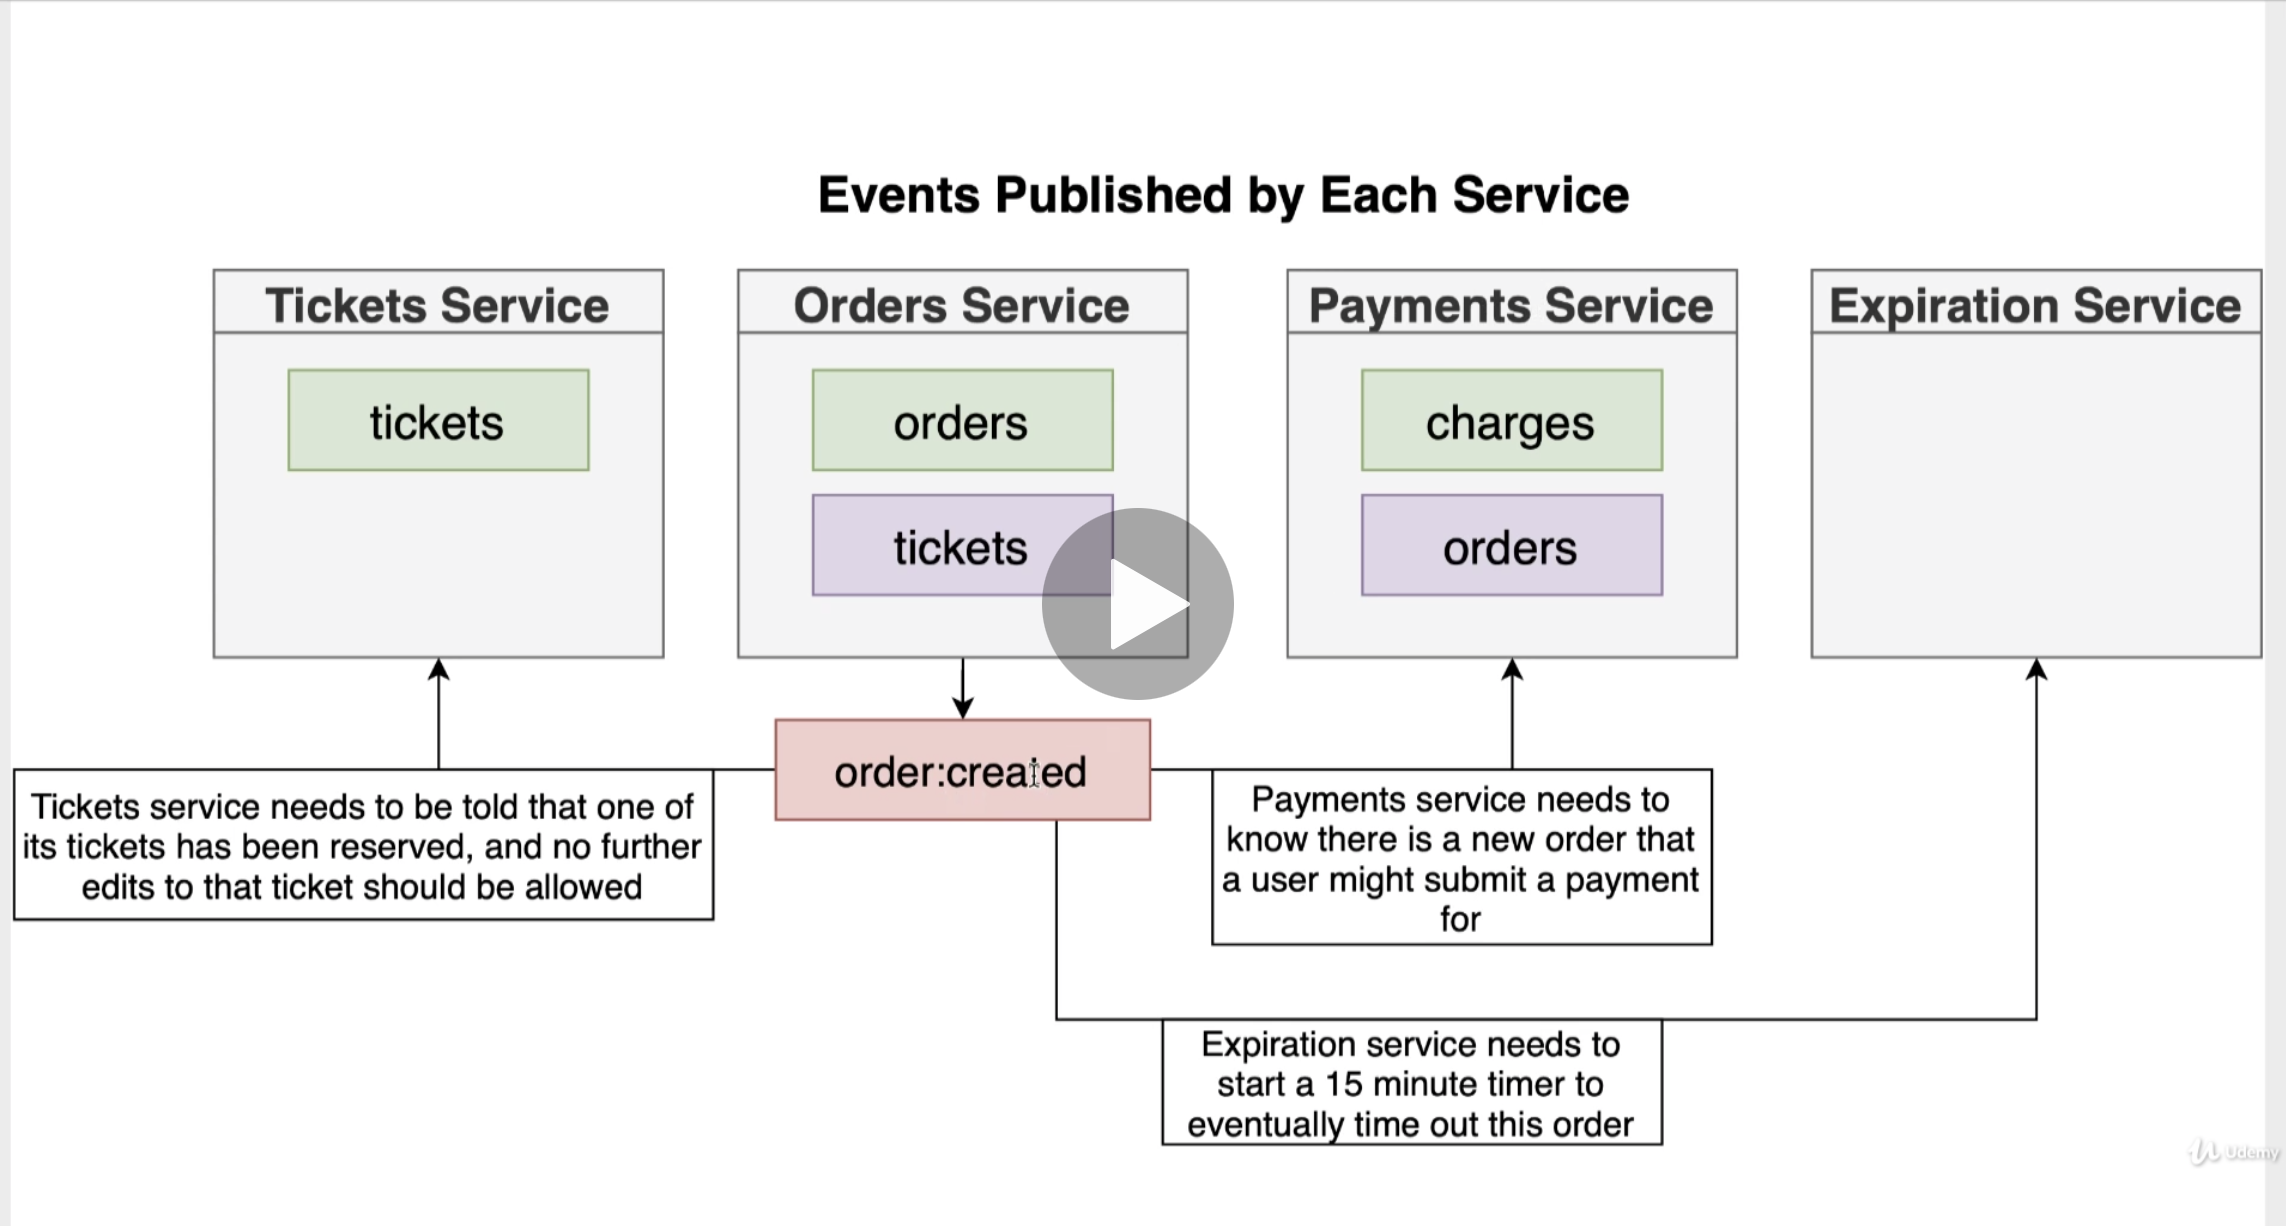 Events Published by Each Service
Tickets Service
Orders Service
Payments Service
Expiration Service
tickets
orders
charges
tickets
orders
order:created
Tickets service needs to be told that one of
its tickets has been reserved, and no further
edits to that ticket should be allowed
Payments service needs to
know there is a new order that
a user might submit a payment
for
Expiration service needs to
start a 15 minute timer to
eventually time out this order
Udemy